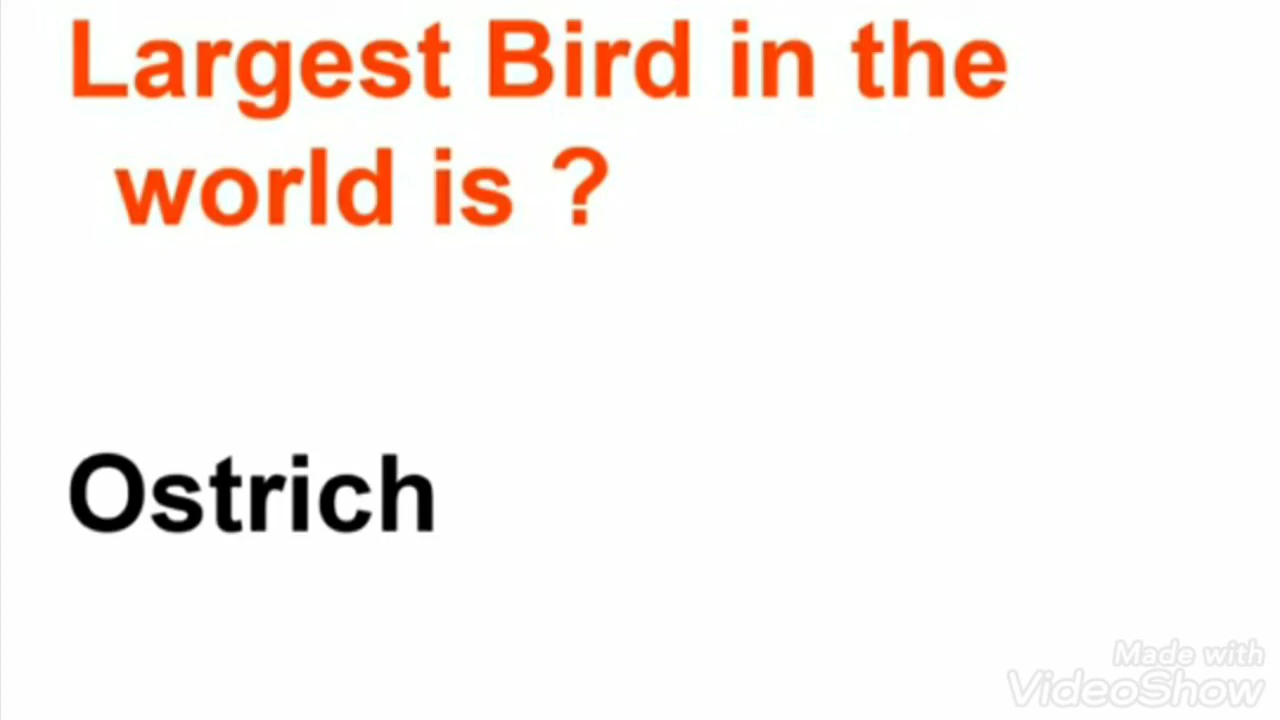 Largest Bird in the
world is ?
Ostrich
Made with
VideoShow